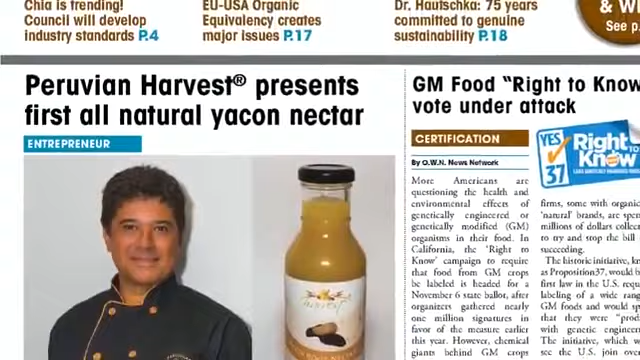 Chia is trending!
Council will develop
industry standards P.4
EU-USA Organic
Equivalency creates
major issues P.17
Dr. Hautschka: 75 years
committed to genuine
sustainability P.18
& W
See p.
Peruvian Harvest® presents
first all natural yacon nectar
ENTREPRENEUR
harvest
GM Food "Right to Know
vote under attack
CERTIFICATION
By O.W.N. News Network
YES
37
Right
TO
Know
More Americans are
questioning the health and
environmental effects of
genetically engineered or
genetically modified (GM)
organisms in their food. In
California, the 'Right to
Know' campaign to require
that food from GM crops
be labeled is headed for a
November 6 state ballot, after
organizers gathered nearly
one million signatures in
favor of the measure earlier
this year. However, chemical
giants behind GM crops
firms, some with organic
'natural' brands, are spen
millions of dollars collec
to try and stop the bill
succeeding.
The historic initiative, kn
as Proposition37, would b
first law in the U.S. requ
labeling of a wide rang
GM foods and would sp
that they were "prod
with genetic engineer
The initiative, which w
see the U.S. join over